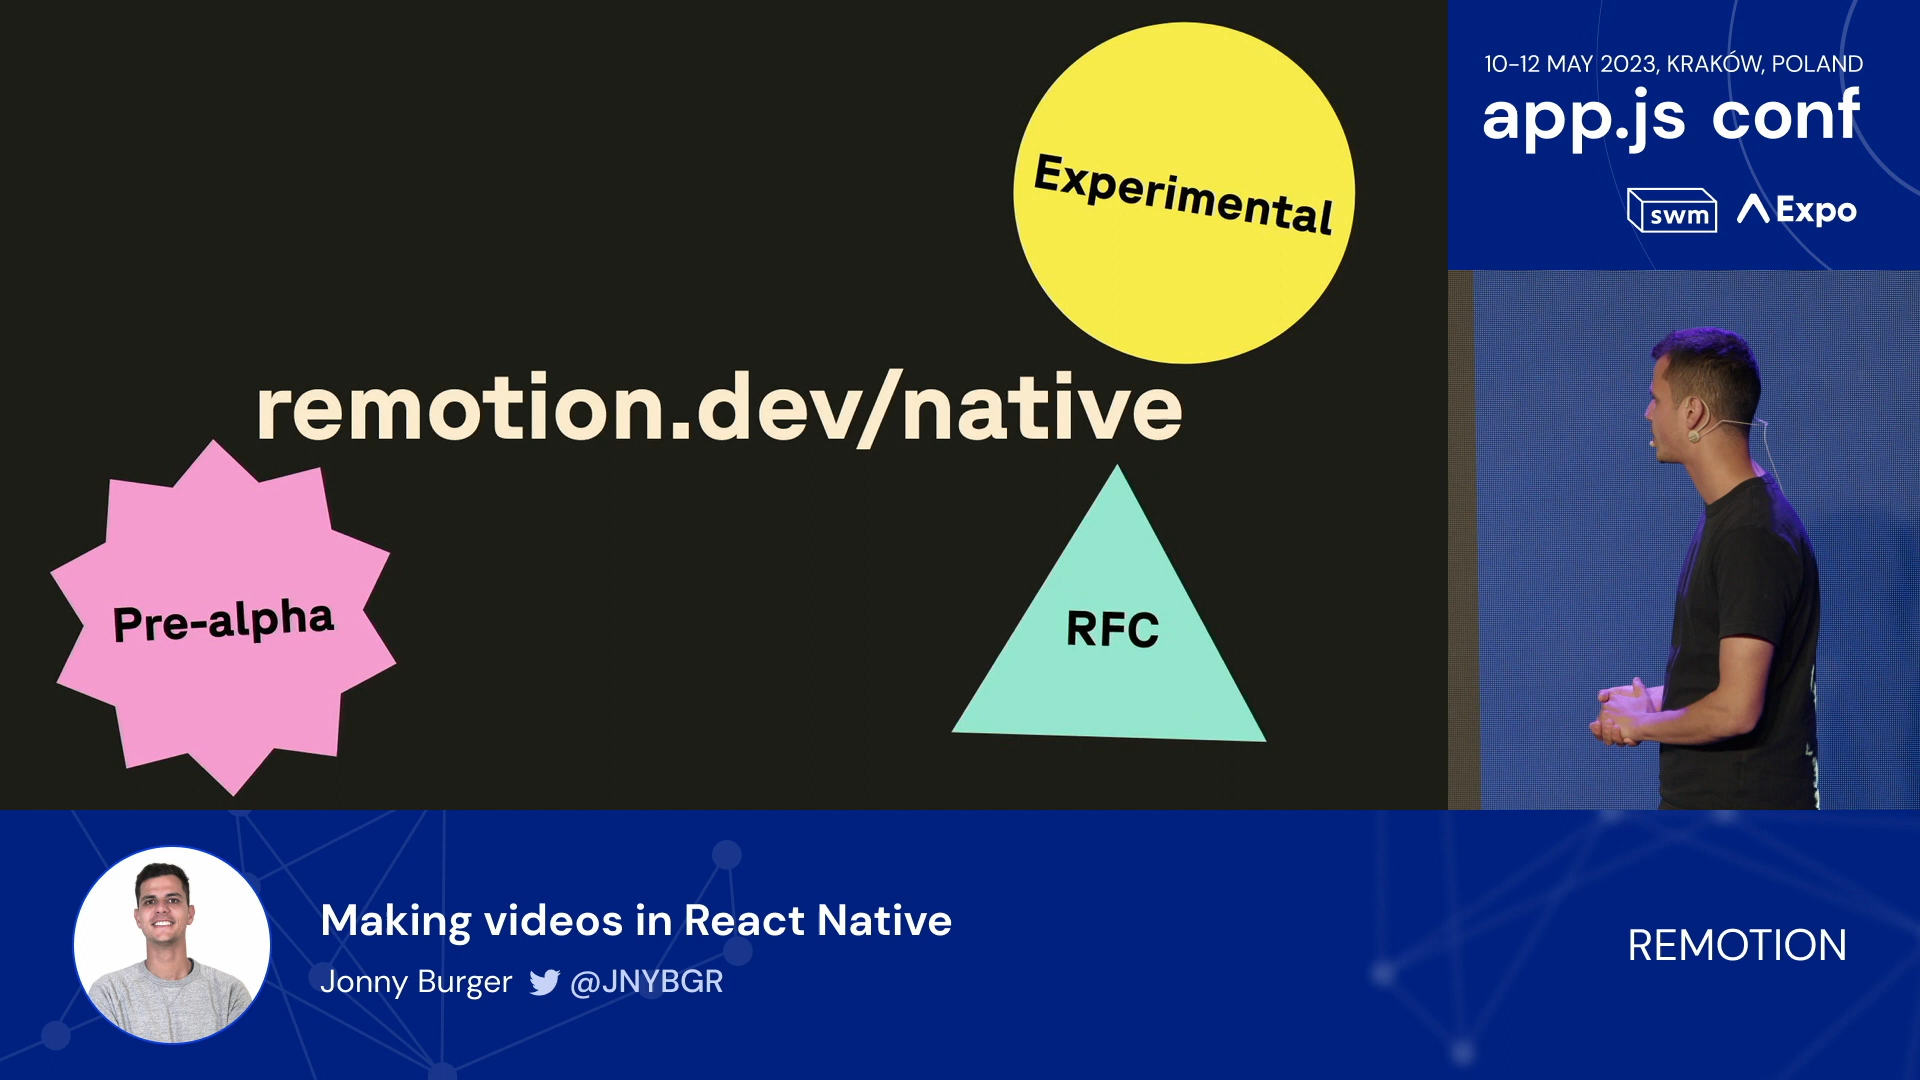 Experimental
remotion.dev/native
Pre-alpha
RFC
10-12 MAY 2023, KRAKÓW, POLAND
app.js conf
swm
Expo
Making videos in React Native
Jonny Burger @JNYBGR
REMOTION